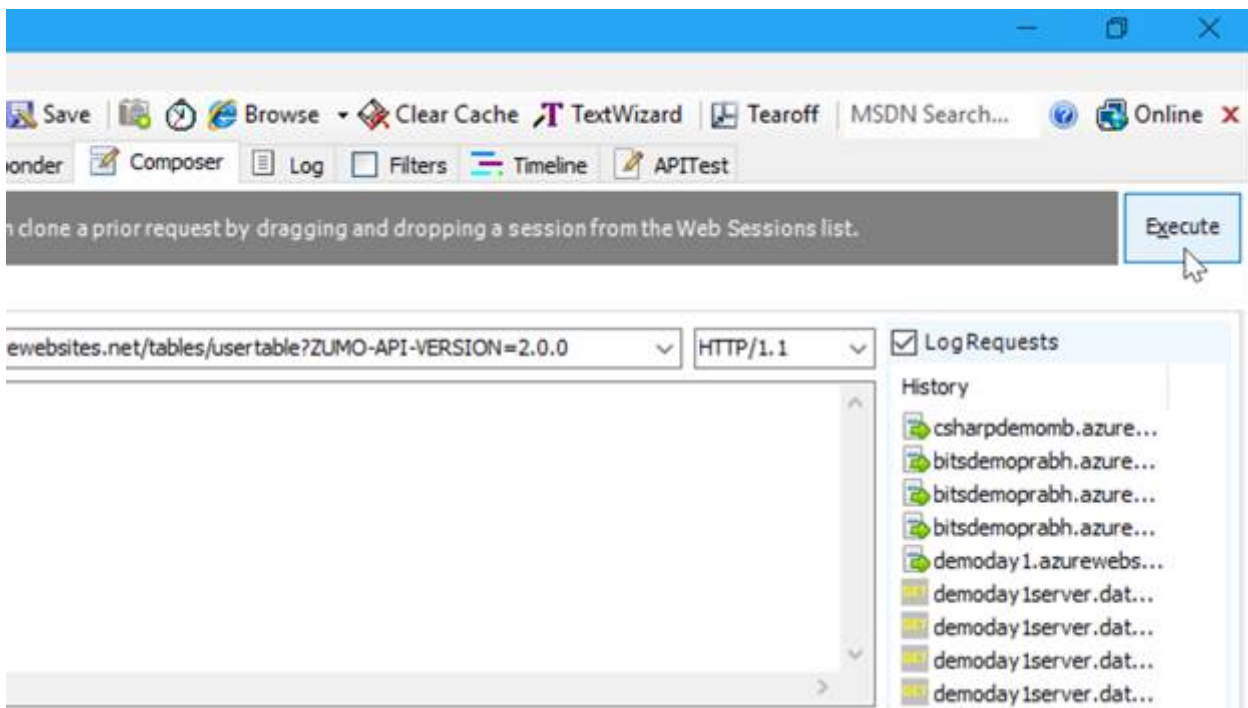 Save Browse Clear Cache TextWizard Tearoff MSDN Search... Online
onder Composer Log Filters Timeline APITest
n clone a prior request by dragging and dropping a session from the Web Sessions list.
Execute
ewebsites.net/tables/usertable?ZUMO-API-VERSION=2.0.0 HTTP/1.1
Log Requests
History
csharpdemomb.azure...
bitsdemoprabh.azure...
bitsdemoprabh.azure...
bitsdemoprabh.azure...
demoday1.azurewebs...
demoday1server.dat...
demoday1server.dat...
demoday1server.dat...
demoday1server.dat...